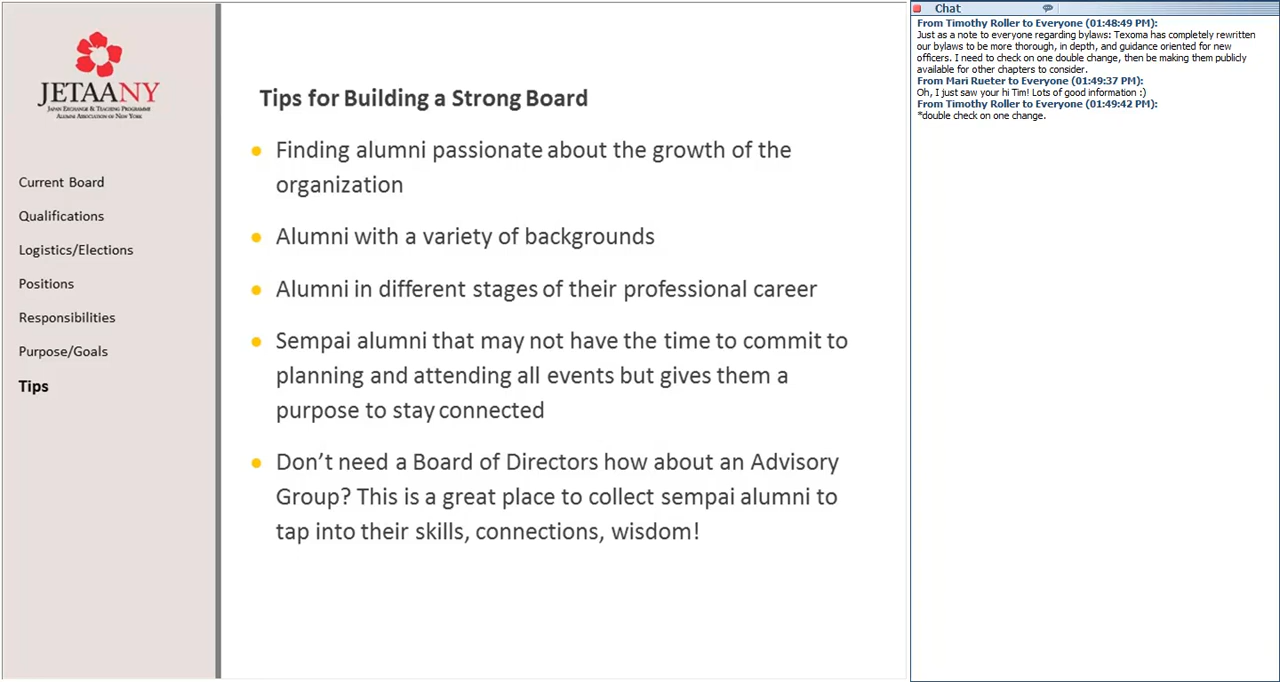 JETAANY
JAPAN EXCHANGE & TEACHING PROGRAMME
ALUMNI ASSOCIATION OF NEW YORK
Current Board
Qualifications
Logistics/Elections
Positions
Responsibilities
Purpose/Goals
Tips
Tips for Building a Strong Board
Finding alumni passionate about the growth of the
organization
Alumni with a variety of backgrounds
Alumni in different stages of their professional career
Sempai alumni that may not have the time to commit to
planning and attending all events but gives them a
purpose to stay connected
Don’t need a Board of Directors how about an Advisory
Group? This is a great place to collect sempai alumni to
tap into their skills, connections, wisdom!
Chat
From Timothy Roller to Everyone (01:48:49 PM):
Just as a note to everyone regarding bylaws: Texoma has completely rewritten
our bylaws to be more thorough, in depth, and guidance oriented for new
officers. I need to check on one double change, then be making them publicly
available for other chapters to consider.
From Mari Rueter to Everyone (01:49:37 PM):
Oh, I just saw your hi Tim! Lots of good information :)
From Timothy Roller to Everyone (01:49:42 PM):
*double check on one change.